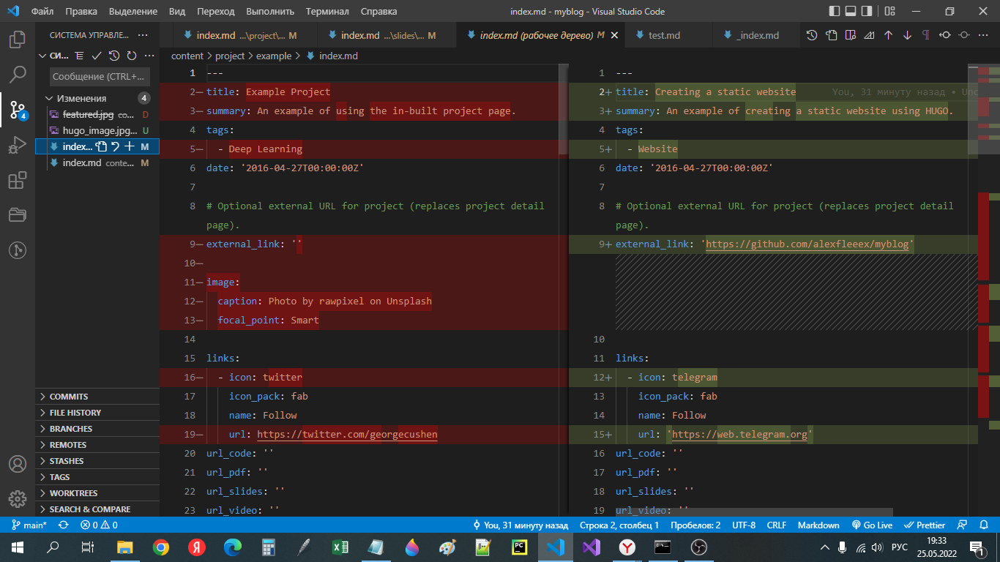 Файл Правка Выделение Вид Переход Выполнить Терминал Справка index.md - myblog - Visual Studio Code
СИСТЕМА УПРАВЛЕ... ···
index.md ...\project\... M index.md ...\slides\... M index.md (рабочее дерево) M test.md _index.md
СИ...
content > project > example > index.md
Сообщение (CTRL+...
Изменения 4
featured.jpg co... D
hugo_image.jpg... U
index... M
index.md conte... M
4
COMMITS
FILE HISTORY
BRANCHES
REMOTES
STASHES
TAGS
WORKTREES
SEARCH & COMPARE
1 ---
2— title: Example Project
3— summary: An example of using the in-built project page.
4 tags:
5— - Deep Learning
6 date: '2016-04-27T00:00:00Z'
7
8 # Optional external URL for project (replaces project detail
page).
9— external_link: ''
10—
11— image:
12— caption: Photo by rawpixel on Unsplash
13— focal_point: Smart
14
15 links:
16— - icon: twitter
17 icon_pack: fab
18 name: Follow
19— url: https://twitter.com/georgecushen
20 url_code: ''
21 url_pdf: ''
22 url_slides: ''
23 url_video: ''
1 ---
2+ title: Creating a static website You, 31 минуту назад • Unc
3+ summary: An example of creating a static website using HUGO.
4 tags:
5+ - Website
6 date: '2016-04-27T00:00:00Z'
7
8 # Optional external URL for project (replaces project detail
page).
9+ external_link: 'https://github.com/alexfleeex/myblog'
10
11 links:
12+ - icon: telegram
13 icon_pack: fab
14 name: Follow
15+ url: 'https://web.telegram.org'
16 url_code: ''
17 url_pdf: ''
18 url_slides: ''
19 url_video: ''
main* 0 0 You, 31 минуту назад Строка 2, столбец 1 Пробелов: 2 UTF-8 CRLF Markdown Go Live Prettier
РУС 19:33
25.05.2022
1